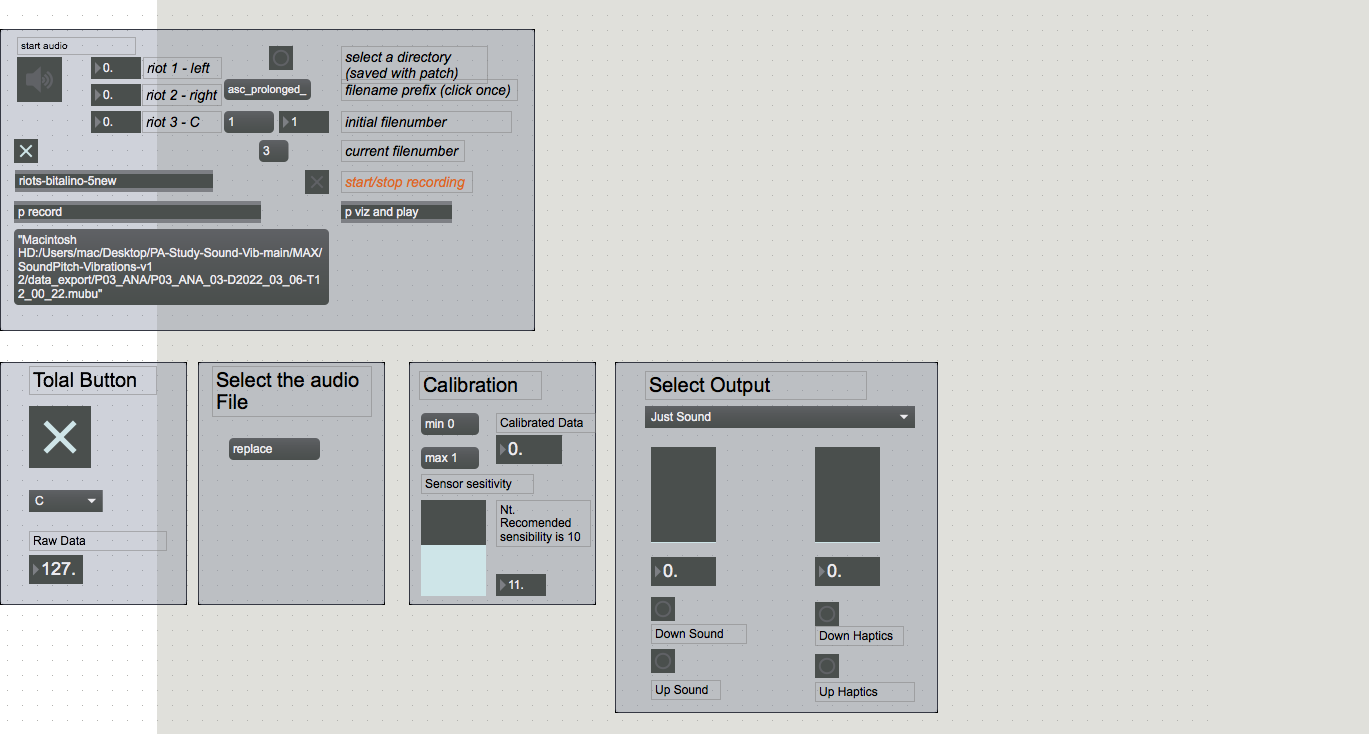 start audio
0.
riot 1 - left
select a directory
(saved with patch)
0.
riot 2 - right
asc_prolonged_
filename prefix (click once)
0.
riot 3 - C
1
1
initial filenumber
3
current filenumber
riots-bitalino-5new
start/stop recording
p record
p viz and play
"Macintosh
HD:/Users/mac/Desktop/PA-Study-Sound-Vib-main/MAX/
SoundPitch-Vibrations-v1
2/data_export/P03_ANA/P03_ANA_03-D2022_03_06-T1
2_00_22.mubu"
Tolal Button
C
Raw Data
127.
Select the audio
File
replace
Calibration
min 0
Calibrated Data
0.
max 1
Sensor sesitivity
Nt.
Recomended
sensibility is 10
11.
Select Output
Just Sound
0.
0.
Down Sound
Down Haptics
Up Sound
Up Haptics